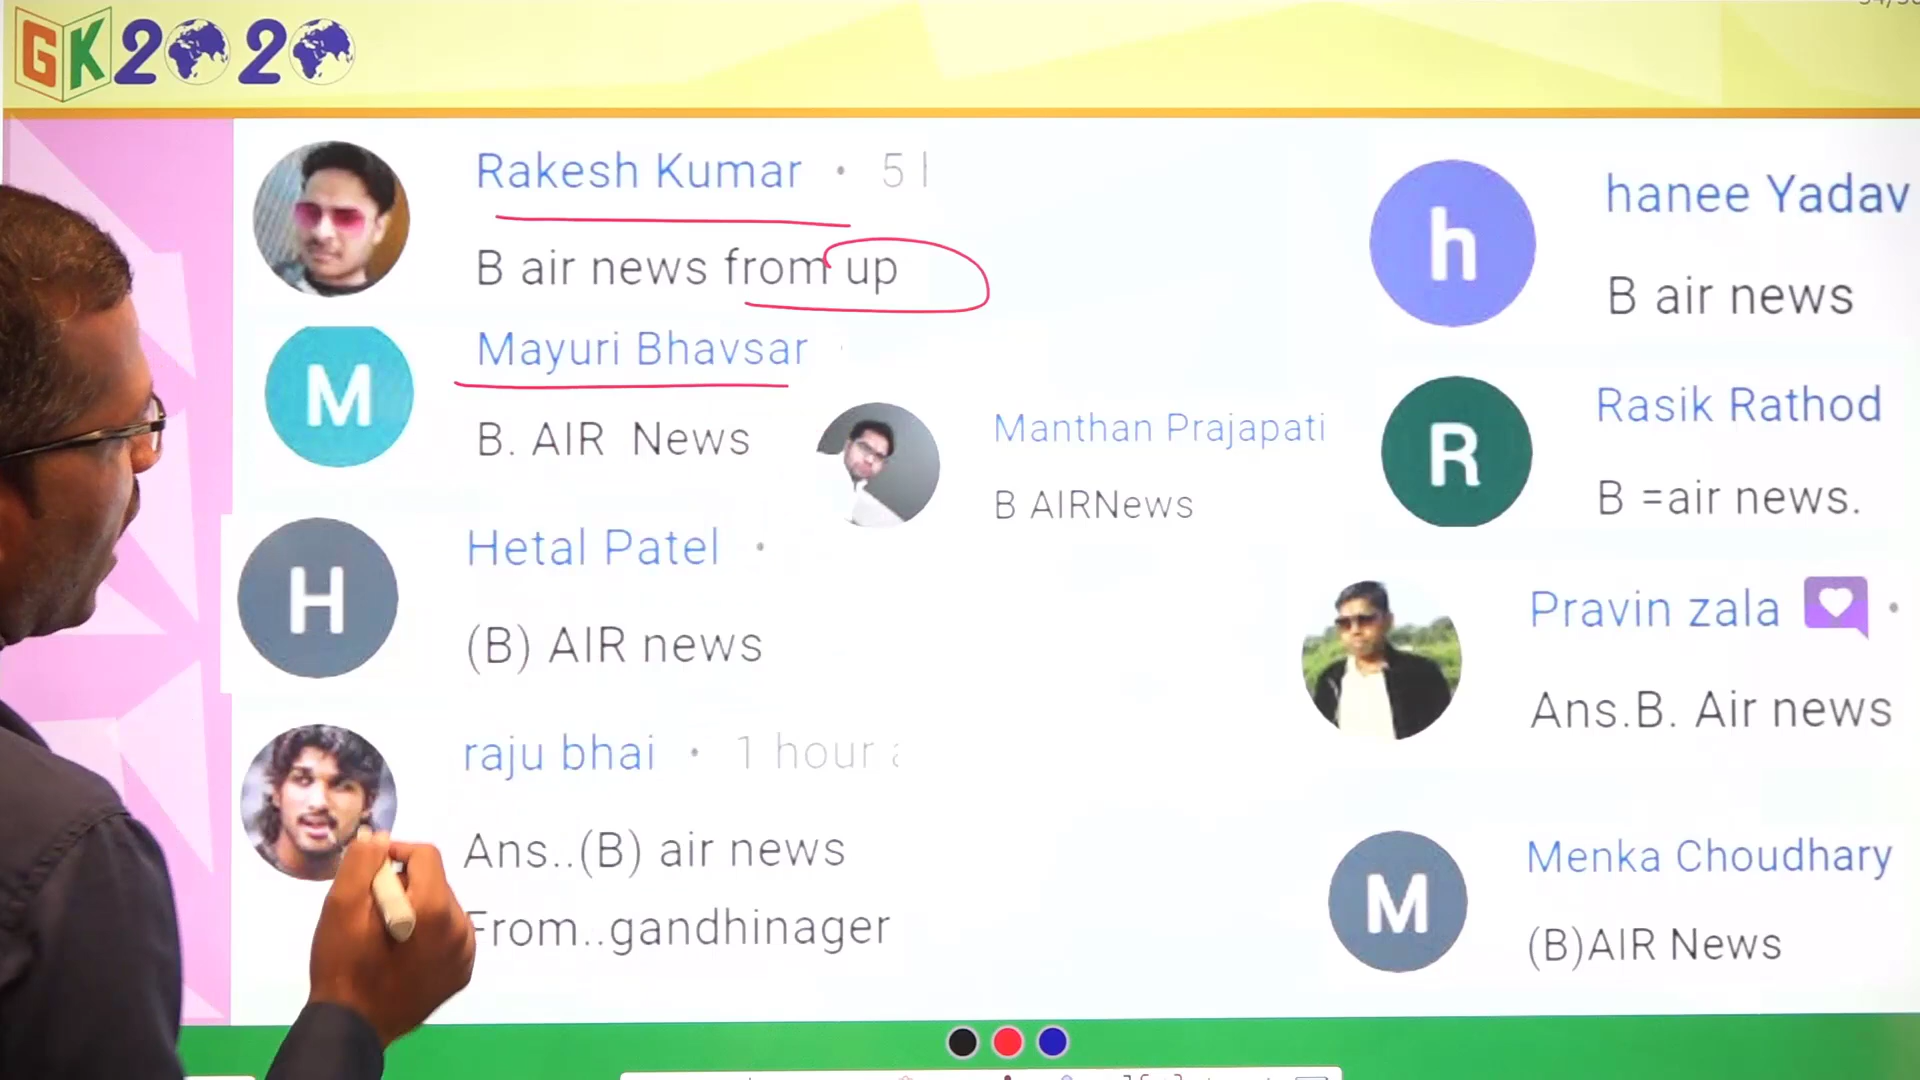 GK2020
Rakesh Kumar • 5
B air news from up
Mayuri Bhavsar
B. AIR News
Manthan Prajapati
B AIRNews
H
Hetal Patel •
(B) AIR news
raju bhai • 1 hour
Ans..(B) air news
From..gandhinager
h
hanee Yadav
B air news
R
Rasik Rathod
B =air news.
Pravin zala •
Ans.B. Air news
M
Menka Choudhary
(B)AIR News
M